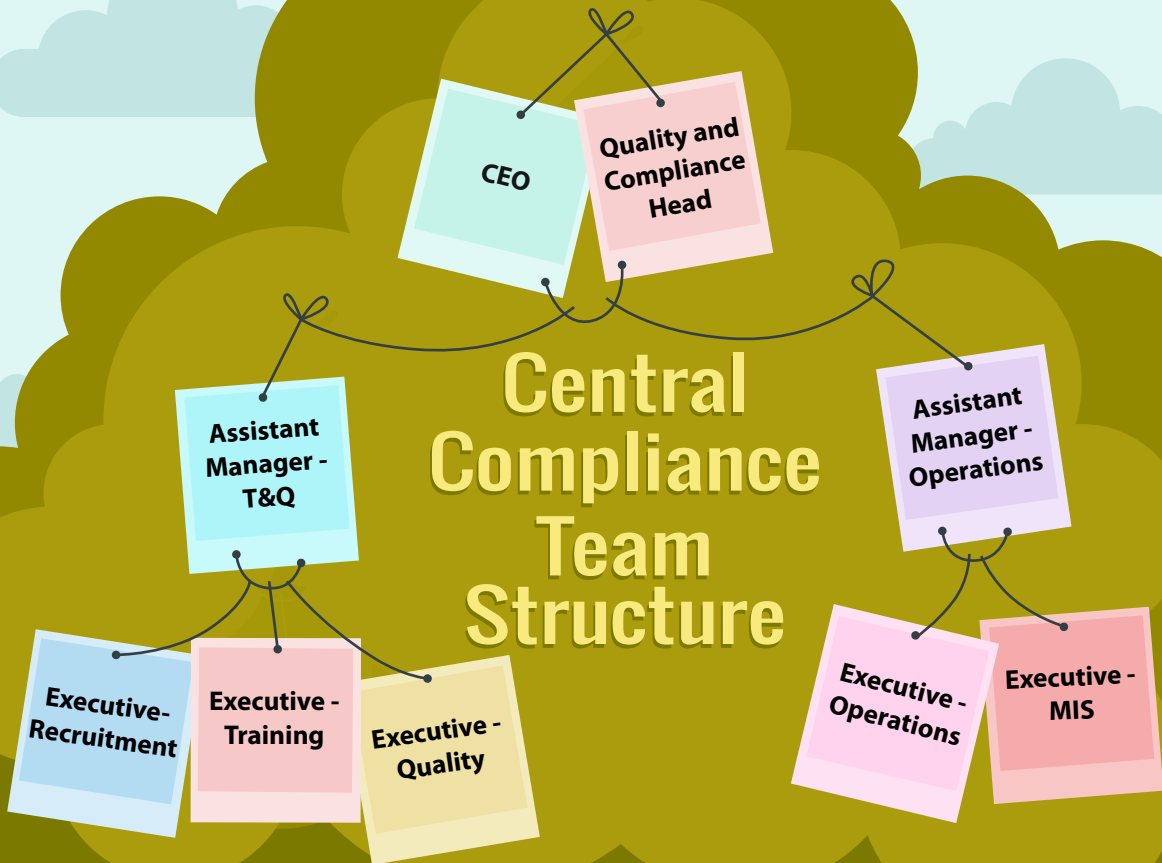 CEO
Quality and
Compliance
Head
Central
Compliance
Team
Structure
Assistant
Manager -
T&Q
Assistant
Manager -
Operations
Executive-
Recruitment
Executive -
Training
Executive -
Quality
Executive -
Operations
Executive -
MIS